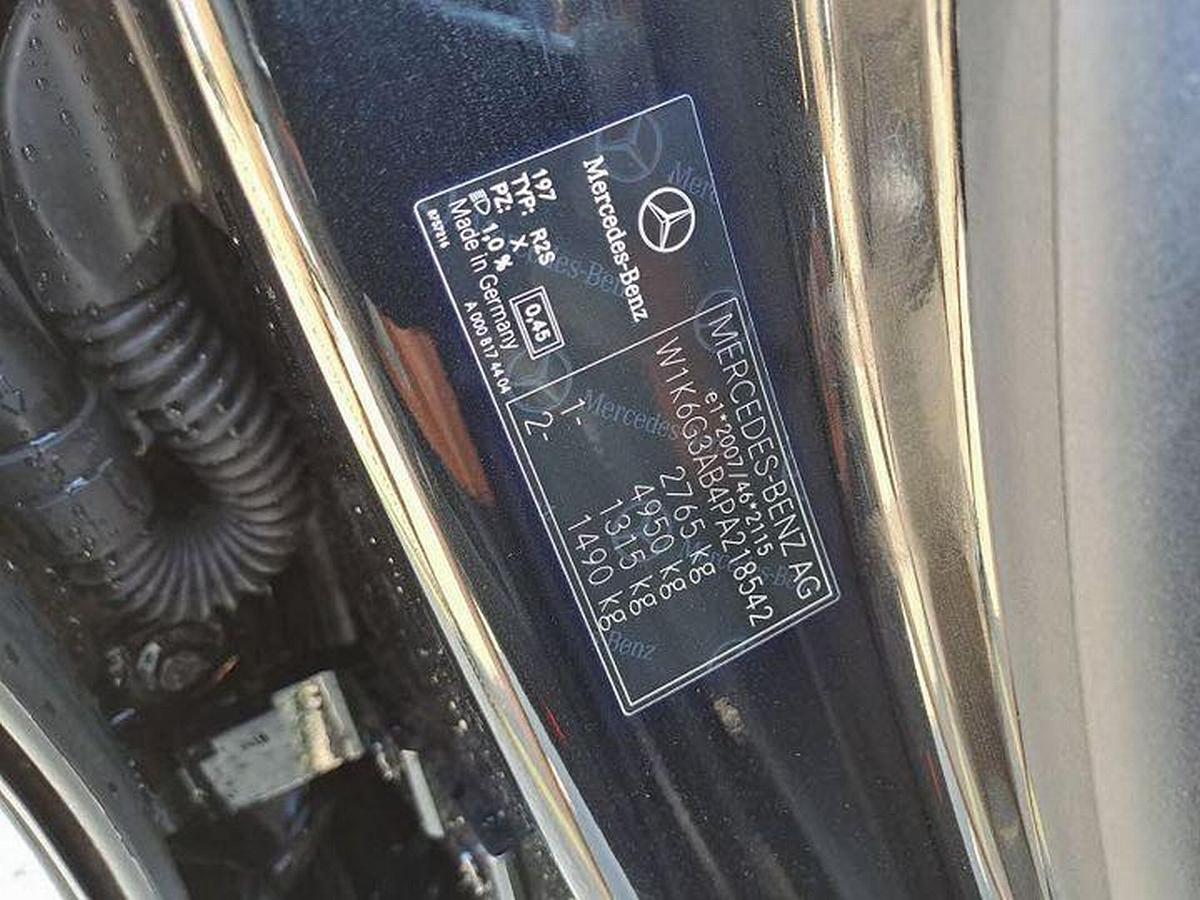 Mercedes-Benz
MERCEDES-BENZ AG
e1*2007/46*2115
W1K6G3AB4PA218542
2765 kg
4950 kg
1- 1315 kg
2- 1490 kg
197
TYP: R2S
PZ: X 0.45
1,0 %
Made in Germany
A 000 817 44 04